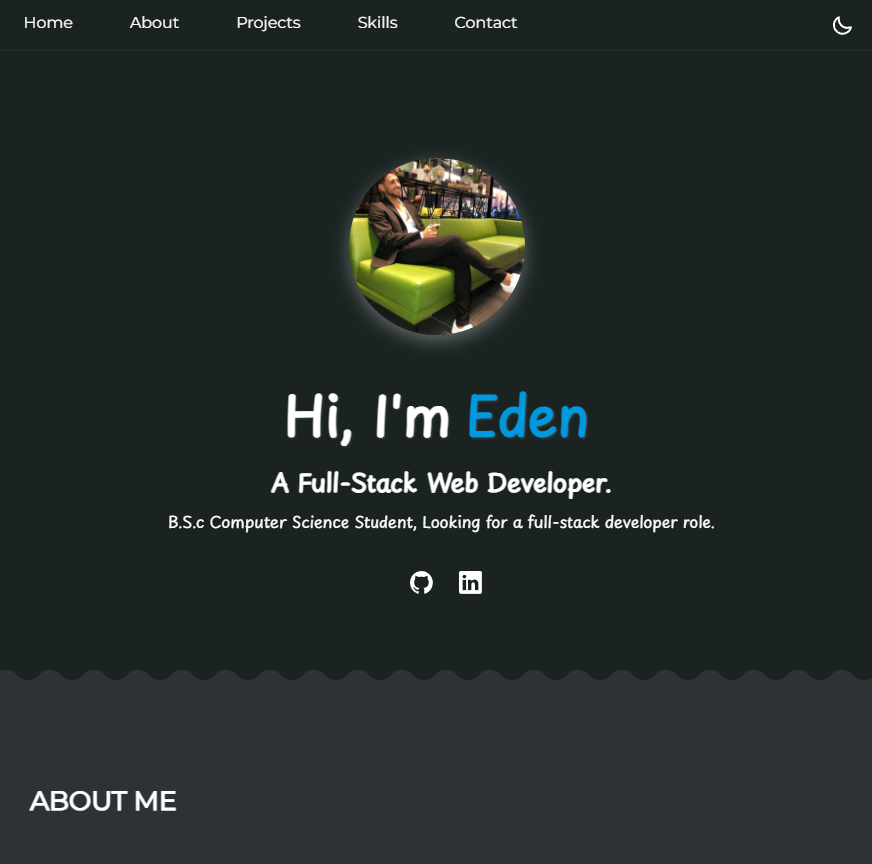 Home About Projects Skills Contact
Hi, I'm Eden
A Full-Stack Web Developer.
B.S.c Computer Science Student, Looking for a full-stack developer role.
in
ABOUT ME